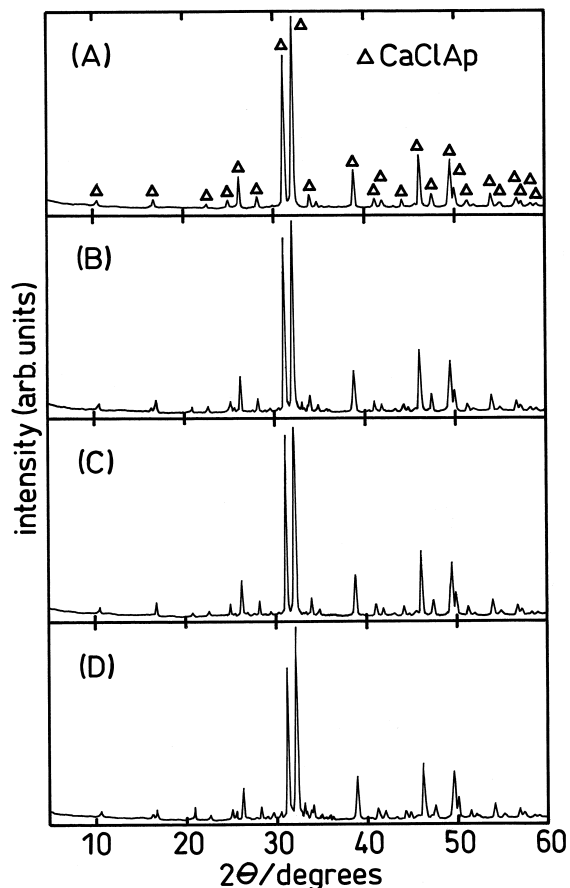 (A)
△ CaClAp
(B)
(C)
(D)
intensity (arb. units)
10 20 30 40 50 60
2Θ/degrees